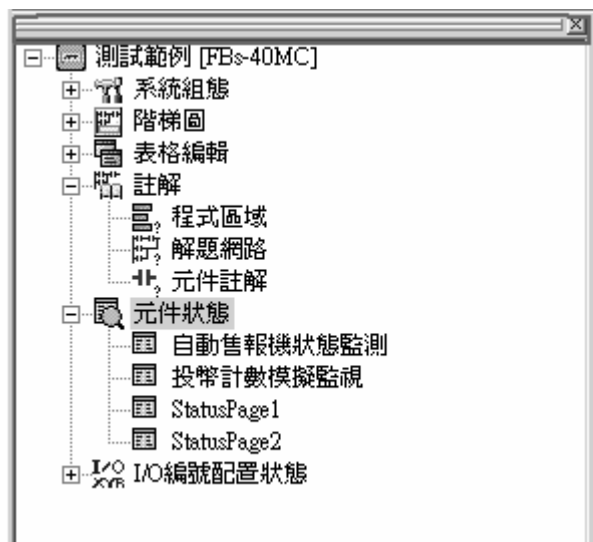 測試範例 [FBs-40MC]
系統組態
階梯圖
表格編輯
註解
程式區域
解題網路
元件註解
元件狀態
自動售報機狀態監測
投幣計數模擬監視
StatusPage1
StatusPage2
I/O編號配置狀態